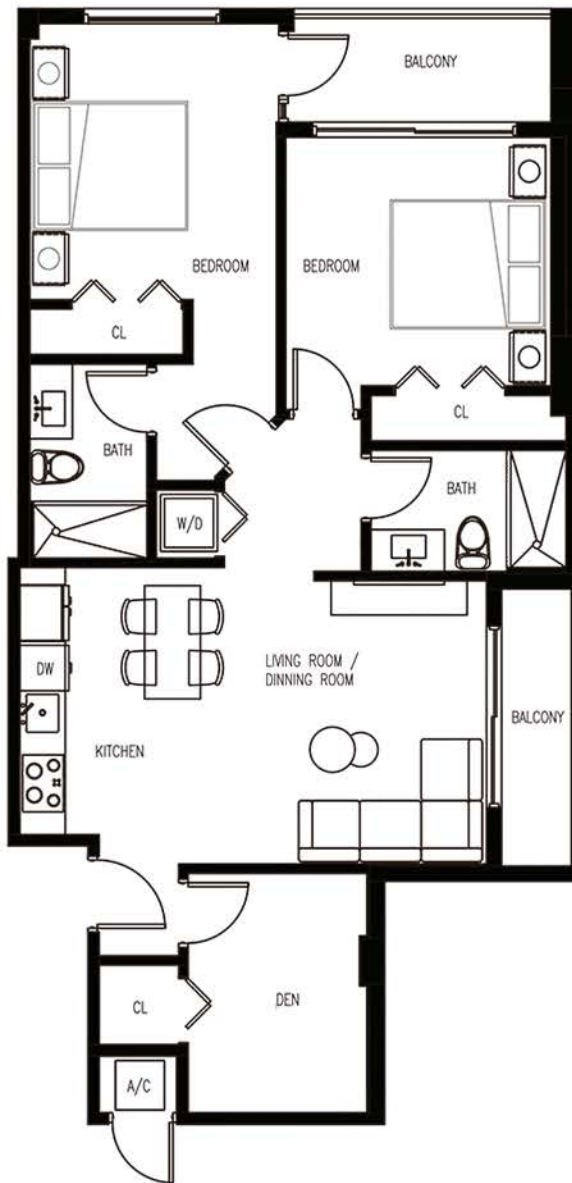 BALCONY
BEDROOM
BEDROOM
CL
CL
BATH
BATH
W/D
DW
LIVING ROOM /
DINNING ROOM
BALCONY
KITCHEN
CL
DEN
A/C